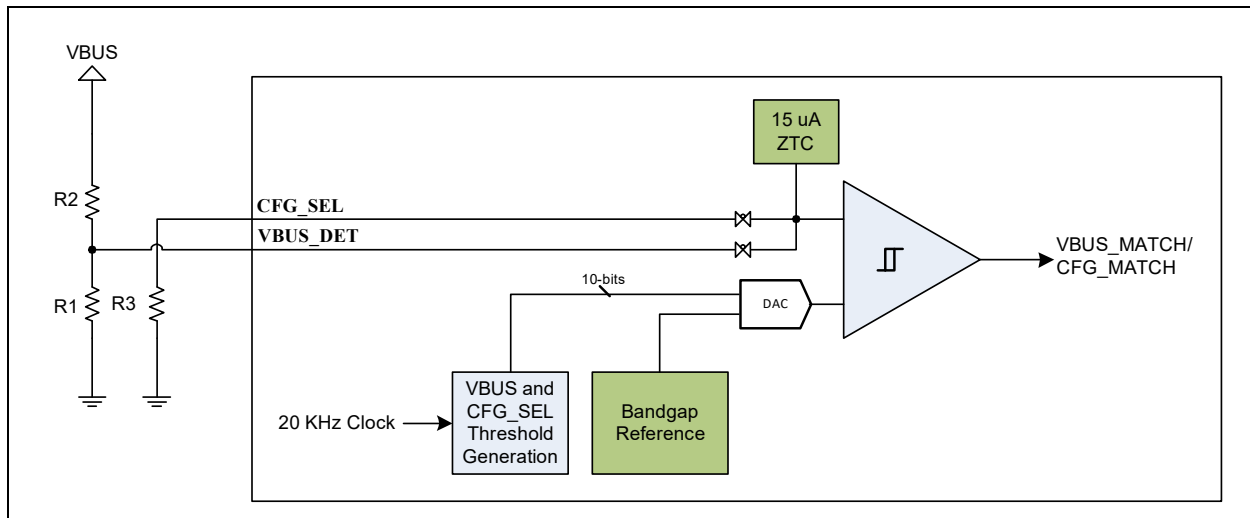 VBUS
15 uA
ZTC
R2
CFG_SEL
VBUS_DET
VBUS_MATCH/
CFG_MATCH
10-bits
DAC
R1
R3
VBUS and
CFG_SEL
Threshold
Generation
Bandgap
Reference
20 KHz Clock